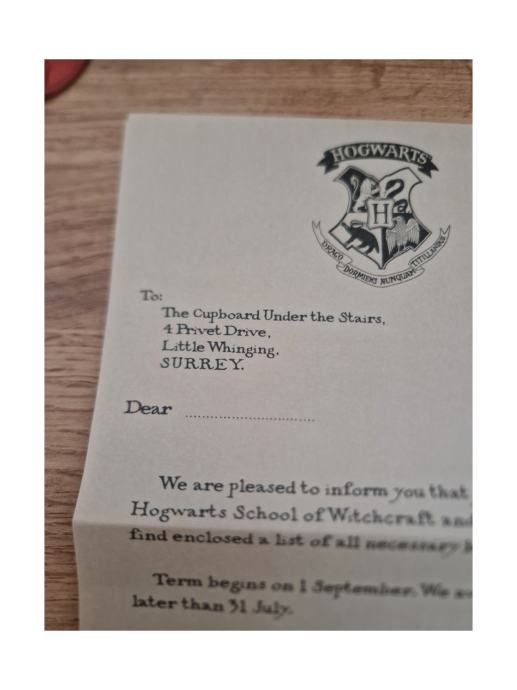 HOGWARTS
H
DRACO DORMIENS NUNQUAM TITILLANDUS
To:
The Cupboard Under the Stairs,
4 Privet Drive,
Little Whinging,
SURREY.
Dear ........................................
We are pleased to inform you that
Hogwarts School of Witchcraft and
find enclosed a list of all necessary
Term begins on 1 September. We
later than 31 July.